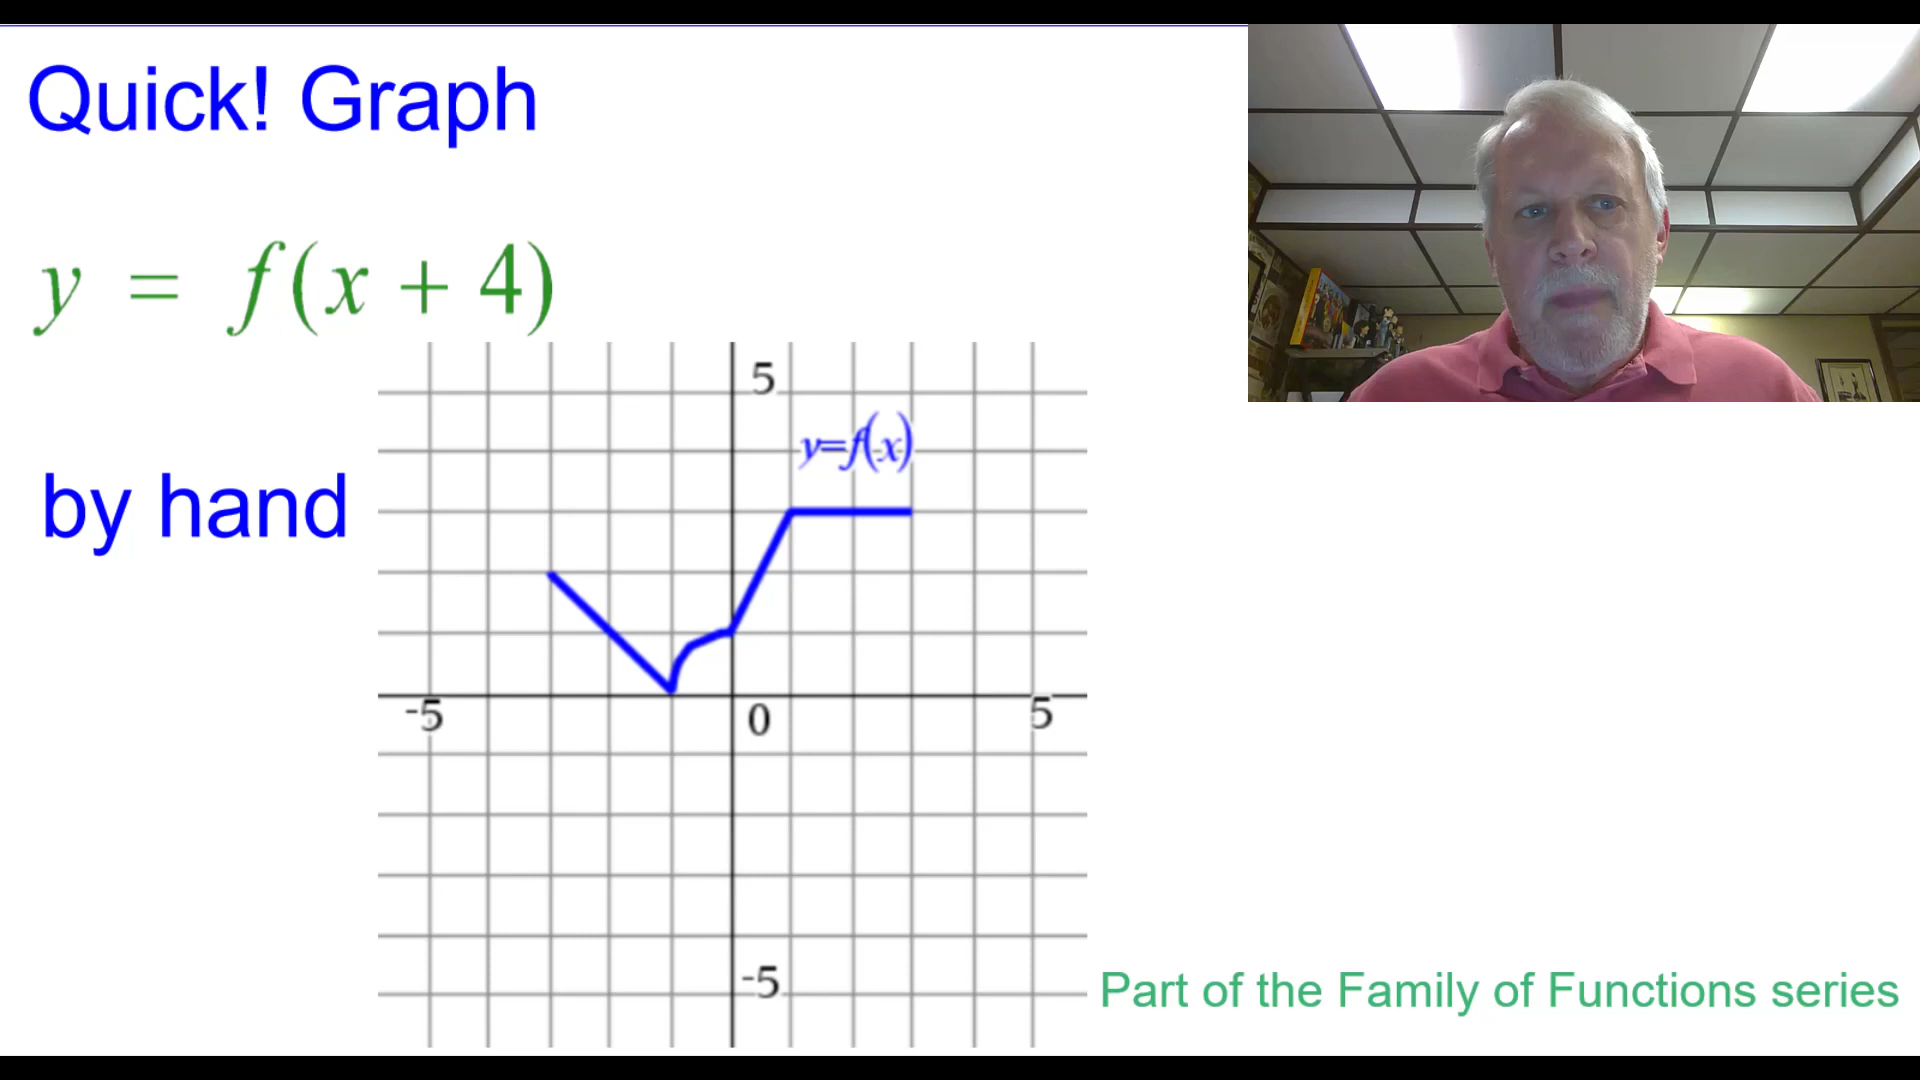 Quick! Graph
y = f(x + 4)
by hand
5
y=f(x)
-5
0
5
-5
Part of the Family of Functions series